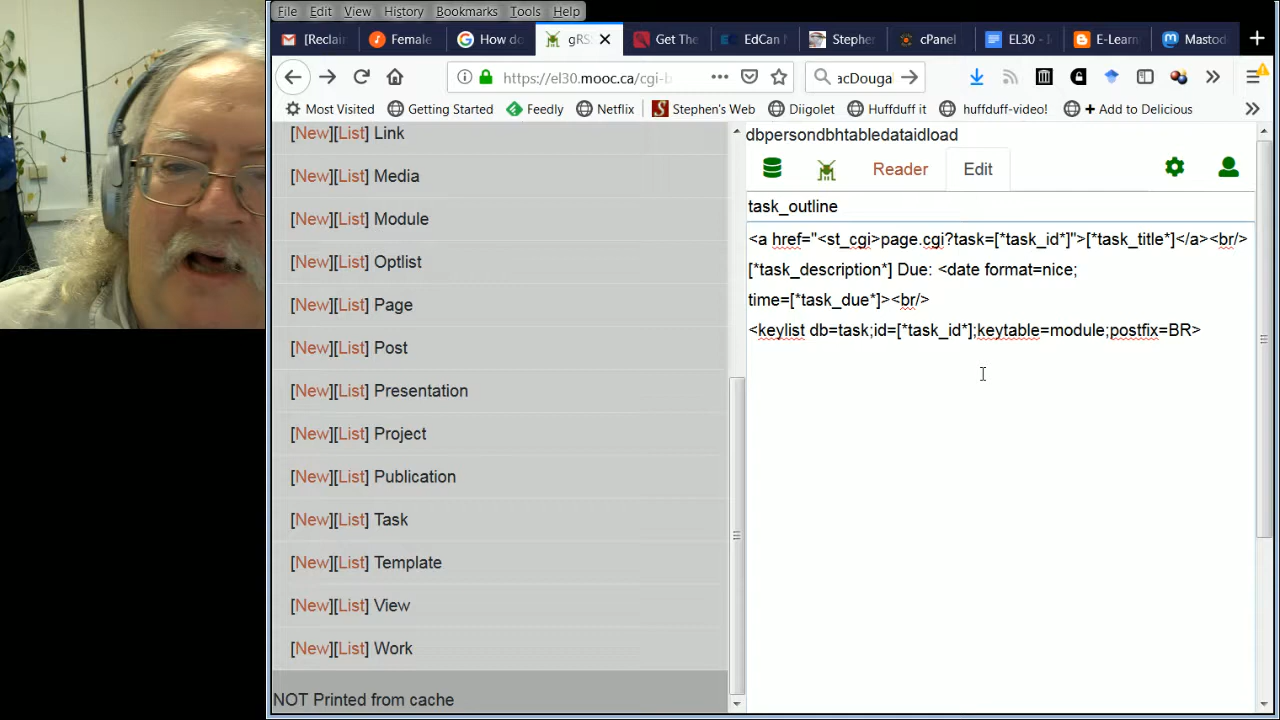 File Edit View History Bookmarks Tools Help
[Reclain Female How do gRS Get The EdCan N Stephe cPanel EL30 - E-Learn Mastod
https://el30.mooc.ca/cgi-b acDouga
Most Visited Getting Started Feedly Netflix Stephen's Web Diigolet Huffduff it huffduff-video! + Add to Delicious
[New][List] Link
[New][List] Media
[New][List] Module
[New][List] Optlist
[New][List] Page
[New][List] Post
[New][List] Presentation
[New][List] Project
[New][List] Publication
[New][List] Task
[New][List] Template
[New][List] View
[New][List] Work
NOT Printed from cache
dbpersondbhtabledataidload
Reader Edit
task_outline
<a href="<st_cgi>page.cgi?task=[*task_id*]">[*task_title*]</a><br/>
[*task_description*] Due: <date format=nice;
time=[*task_due*]><br/>
<keylist db=task;id=[*task_id*];keytable=module;postfix=BR>